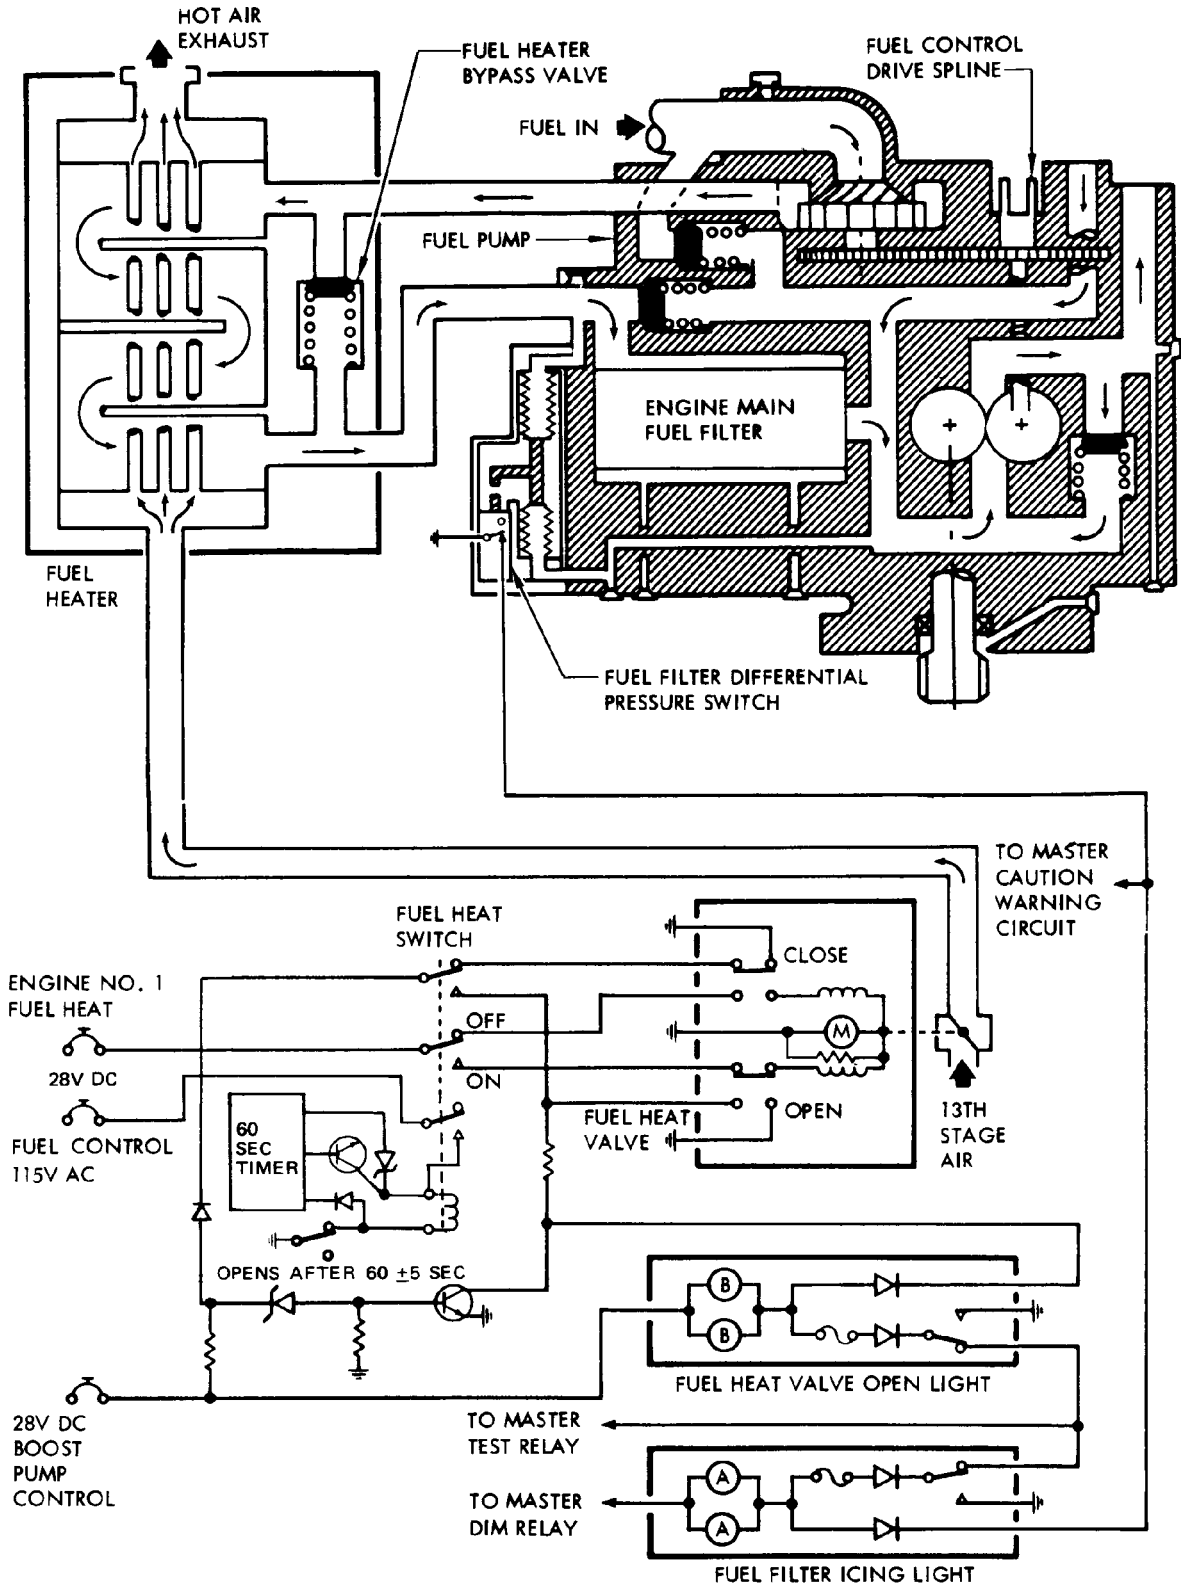 HOT AIR
EXHAUST
FUEL HEATER
BYPASS VALVE
FUEL CONTROL
DRIVE SPLINE
FUEL IN
FUEL PUMP
ENGINE MAIN
FUEL FILTER
FUEL
HEATER
FUEL FILTER DIFFERENTIAL
PRESSURE SWITCH
TO MASTER
CAUTION
WARNING
CIRCUIT
FUEL HEAT
SWITCH
CLOSE
ENGINE NO. 1
FUEL HEAT
OFF
M
28V DC
ON
FUEL HEAT
VALVE
OPEN
13TH
STAGE
AIR
FUEL CONTROL
115V AC
60
SEC
TIMER
OPENS AFTER 60 ±5 SEC
B
B
FUEL HEAT VALVE OPEN LIGHT
28V DC
BOOST
PUMP
CONTROL
TO MASTER
TEST RELAY
TO MASTER
DIM RELAY
A
A
FUEL FILTER ICING LIGHT